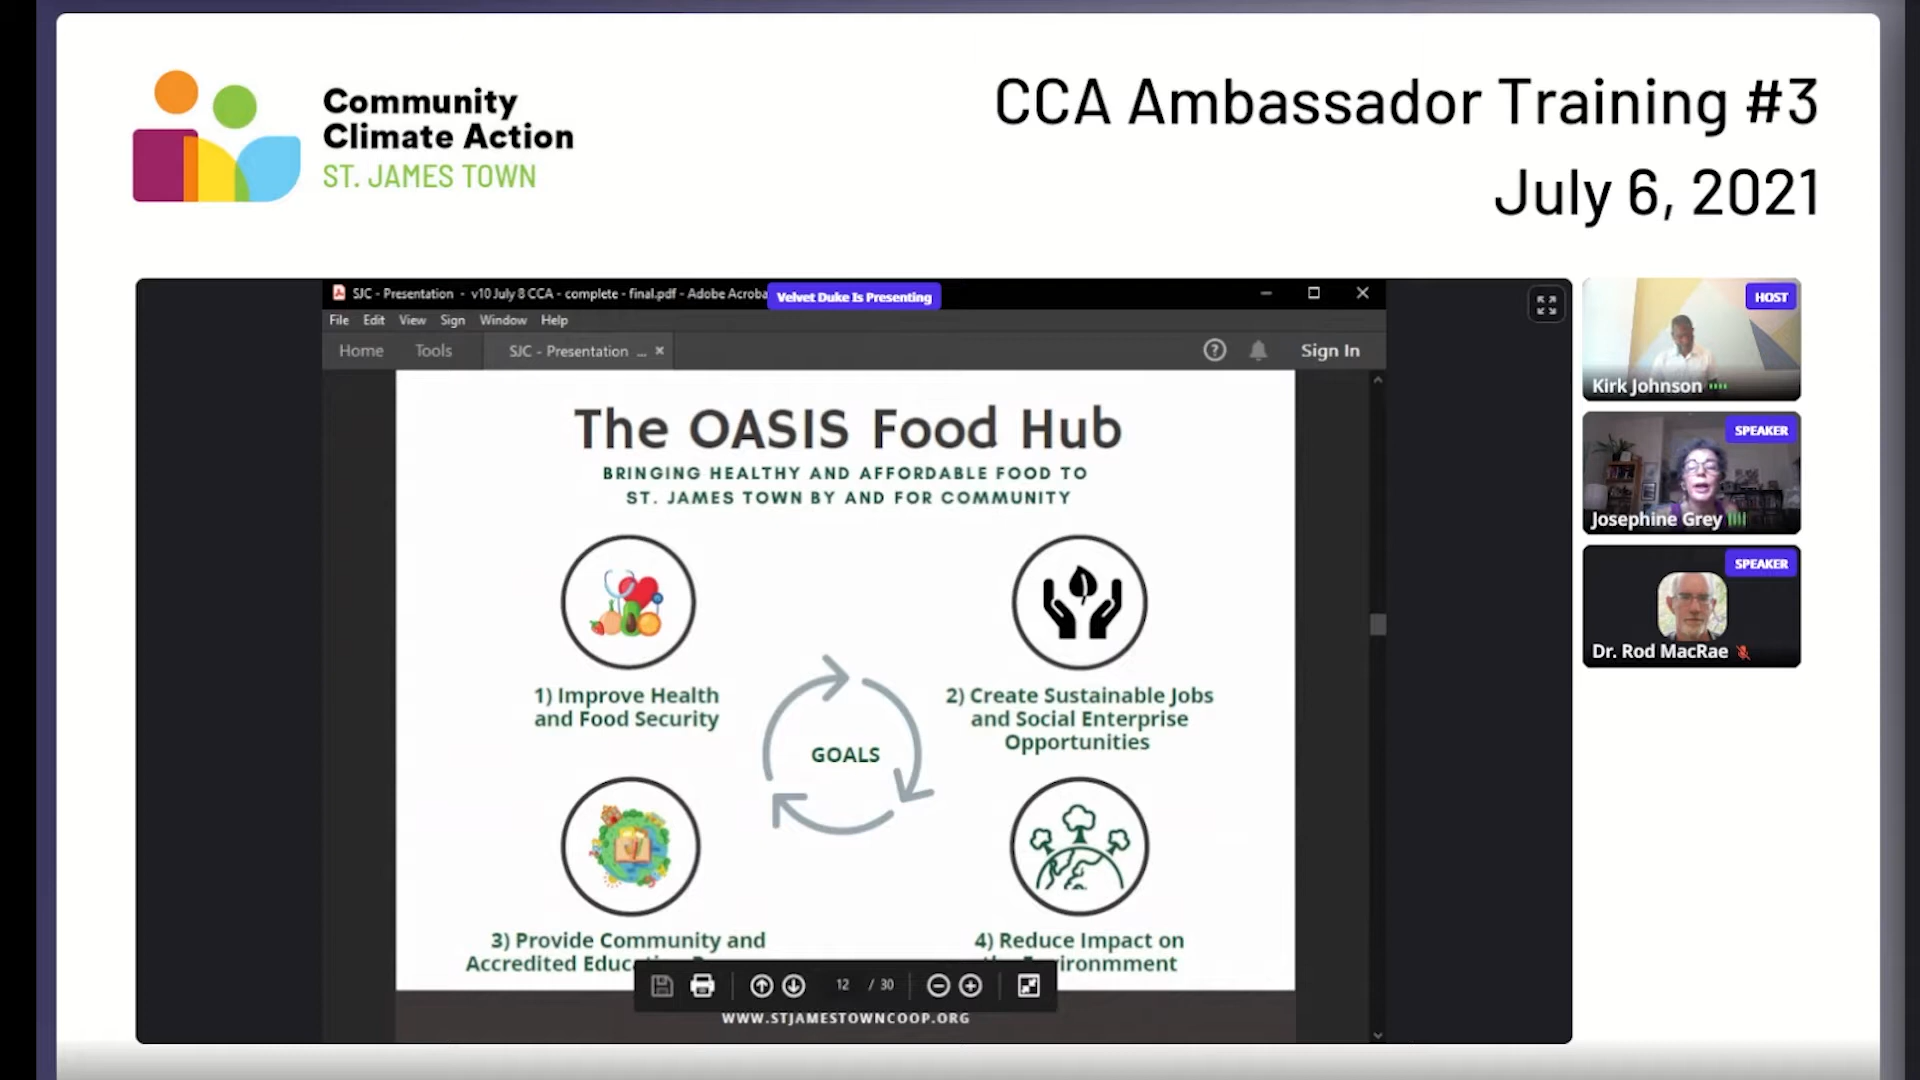 Community
Climate Action
ST. JAMES TOWN
CCA Ambassador Training #3
July 6, 2021
SJC - Presentation - v10 July 8 CCA - complete - final.pdf - Adobe Acroba
Velvet Duke Is Presenting
File Edit View Sign Window Help
Home Tools SJC - Presentation ... ×
Sign In
The OASIS Food Hub
BRINGING HEALTHY AND AFFORDABLE FOOD TO
ST. JAMES TOWN BY AND FOR COMMUNITY
1) Improve Health
and Food Security
2) Create Sustainable Jobs
and Social Enterprise
Opportunities
GOALS
3) Provide Community and
Accredited
4) Reduce Impact on
12 / 30
WWW.STJAMESTOWNCOOP.ORG
HOST
Kirk Johnson
SPEAKER
Josephine Grey
SPEAKER
Dr. Rod MacRae